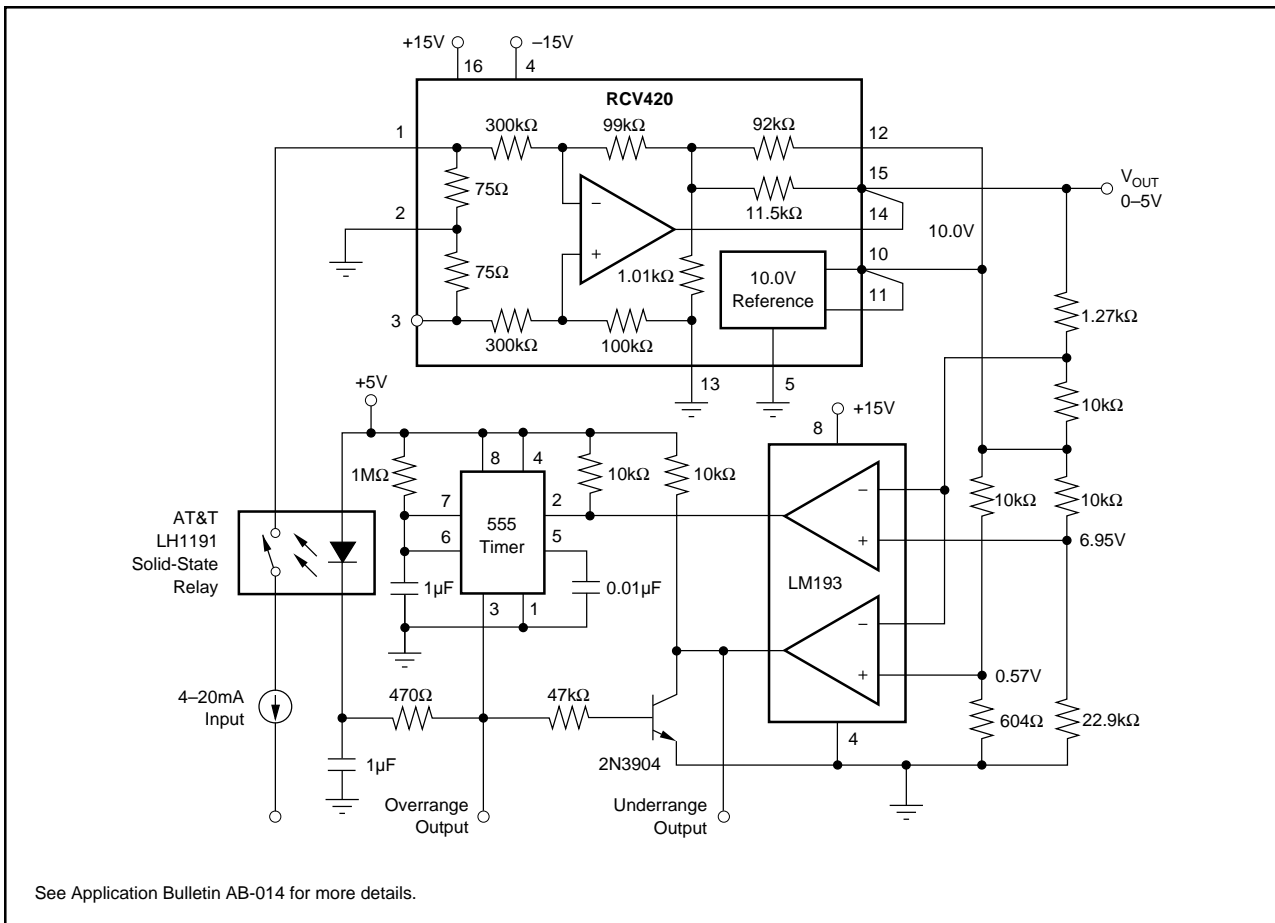 +15V
–15V
16
4
RCV420
300kΩ
99kΩ
92kΩ
1
12
15
75Ω
11.5kΩ
V_OUT
0–5V
2
–
14
10.0V
+
10
75Ω
1.01kΩ
10.0V
Reference
11
3
300kΩ
100kΩ
1.27kΩ
13
5
+5V
+15V
10kΩ
8
8
4
1MΩ
10kΩ
10kΩ
–
10kΩ
10kΩ
AT&T
LH1191
Solid-State
Relay
7
2
555
Timer
6
5
+
6.95V
1µF
0.01µF
LM193
3
1
–
+
0.57V
4–20mA
Input
470Ω
47kΩ
604Ω
22.9kΩ
4
1µF
2N3904
Overrange
Output
Underrange
Output
See Application Bulletin AB-014 for more details.